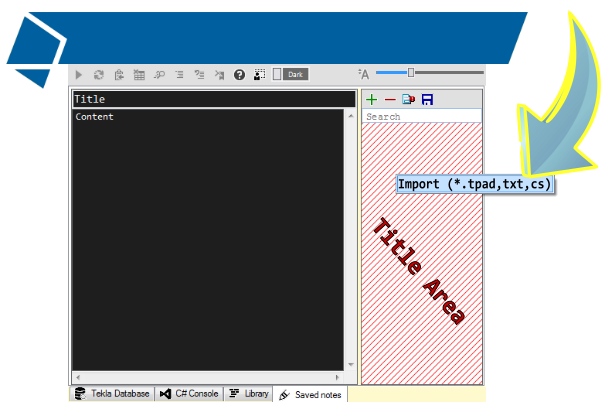 Dark
A
Title
Content
Search
Import (*.tpad,txt,cs)
Title Area
Tekla Database
C# Console
Library
Saved notes